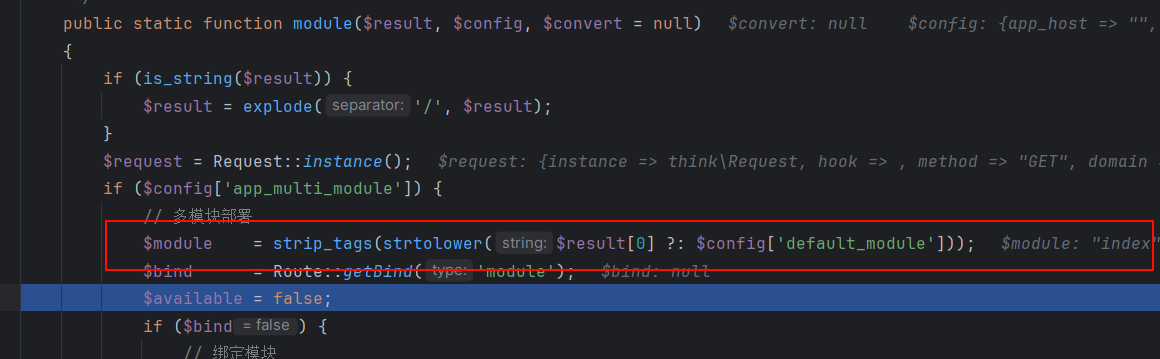 public static function module($result, $config, $convert = null)   $convert: null    $config: {app_host => "",
{
if (is_string($result)) {
$result = explode( separator: '/', $result);
}
$request = Request::instance();   $request: {instance => think\Request, hook => , method => "GET", domain =
if ($config['app_multi_module']) {
// 多模块部署
$module    = strip_tags(strtolower( string: $result[0] ?: $config['default_module']));   $module: "index"
$bind      = Route::getBind( type: 'module');   $bind: null
$available = false;
if ($bind = false ) {
// 绑定模块